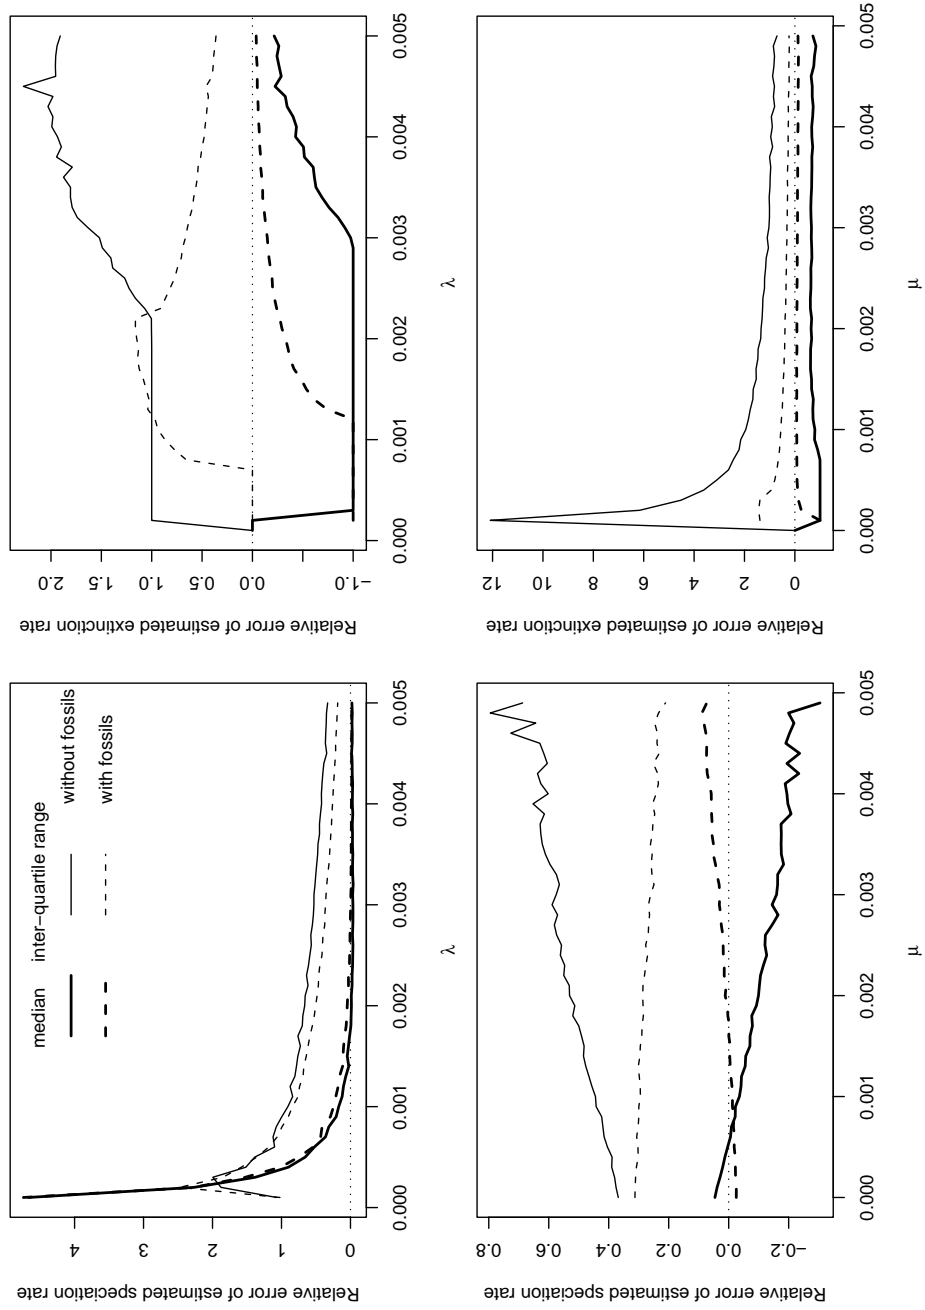 median inter−quartile range
without fossils
with fossils
0 1 2 3 4
0.000 0.001 0.002 0.003 0.004 0.005
λ
Relative error of estimated speciation rate
−1.0 0.0 0.5 1.0 1.5 2.0
0.000 0.001 0.002 0.003 0.004 0.005
λ
Relative error of estimated extinction rate
−0.2 0.0 0.2 0.4 0.6 0.8
0.000 0.001 0.002 0.003 0.004 0.005
μ
Relative error of estimated speciation rate
0 2 4 6 8 10 12
0.000 0.001 0.002 0.003 0.004 0.005
μ
Relative error of estimated extinction rate